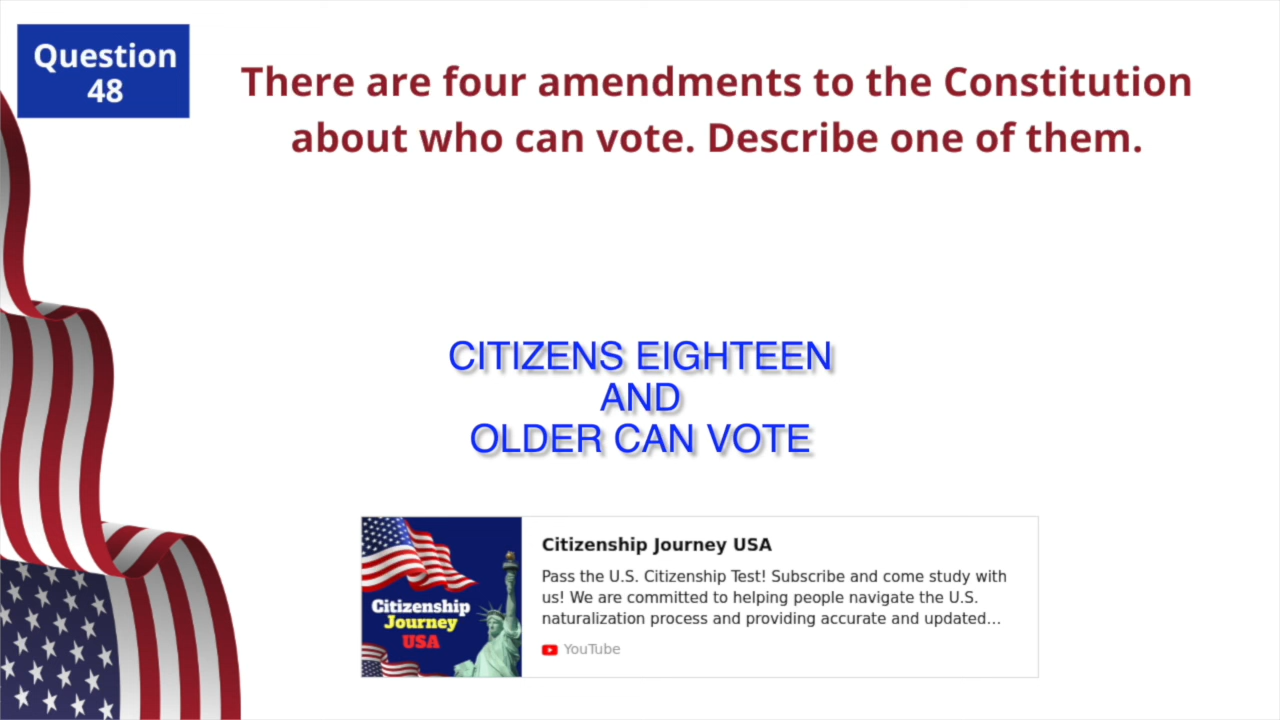 Question
48
There are four amendments to the Constitution
about who can vote. Describe one of them.
CITIZENS EIGHTEEN
AND
OLDER CAN VOTE
Citizenship
Journey
USA
Citizenship Journey USA
Pass the U.S. Citizenship Test! Subscribe and come study with
us! We are committed to helping people navigate the U.S.
naturalization process and providing accurate and updated...
YouTube